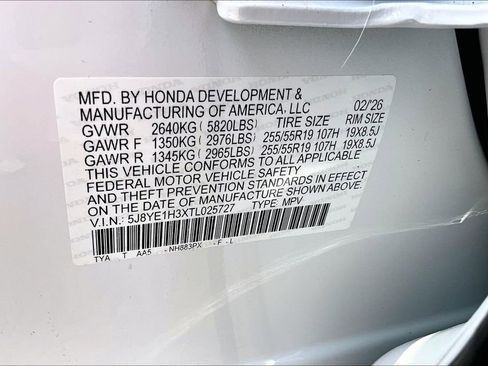 MFD. BY HONDA DEVELOPMENT &
MANUFACTURING OF AMERICA, LLC 02/26
GVWR 2640KG (5820LBS) TIRE SIZE RIM SIZE
GAWR F 1350KG (2976LBS) 255/55R19 107H 19X8.5J
GAWR R 1345KG (2965LBS) 255/55R19 107H 19X8.5J
THIS VEHICLE CONFORMS TO ALL APPLICABLE
FEDERAL MOTOR VEHICLE SAFETY
AND THEFT PREVENTION STANDARDS IN EFFECT
ON THE DATE OF MANUFACTURE SHOWN ABOVE.
V.I.N.: 5J8YE1H3XTL025727 TYPE: MPV
TYA T AA5 -NH883PX -F -L